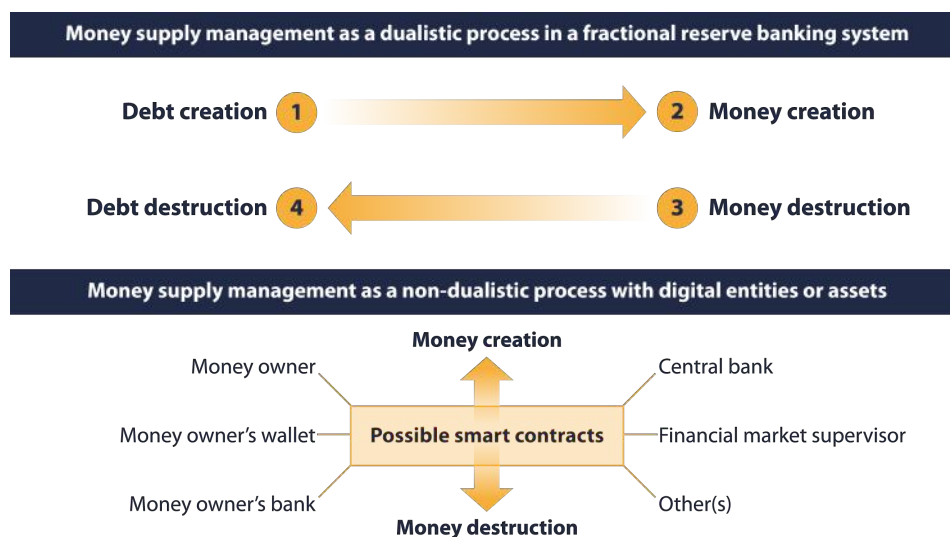 Money supply management as a dualistic process in a fractional reserve banking system
Debt creation 1 2 Money creation
Debt destruction 4 3 Money destruction
Money supply management as a non-dualistic process with digital entities or assets
Money creation
Money owner Central bank
Money owner’s wallet Possible smart contracts Financial market supervisor
Money owner’s bank Other(s)
Money destruction